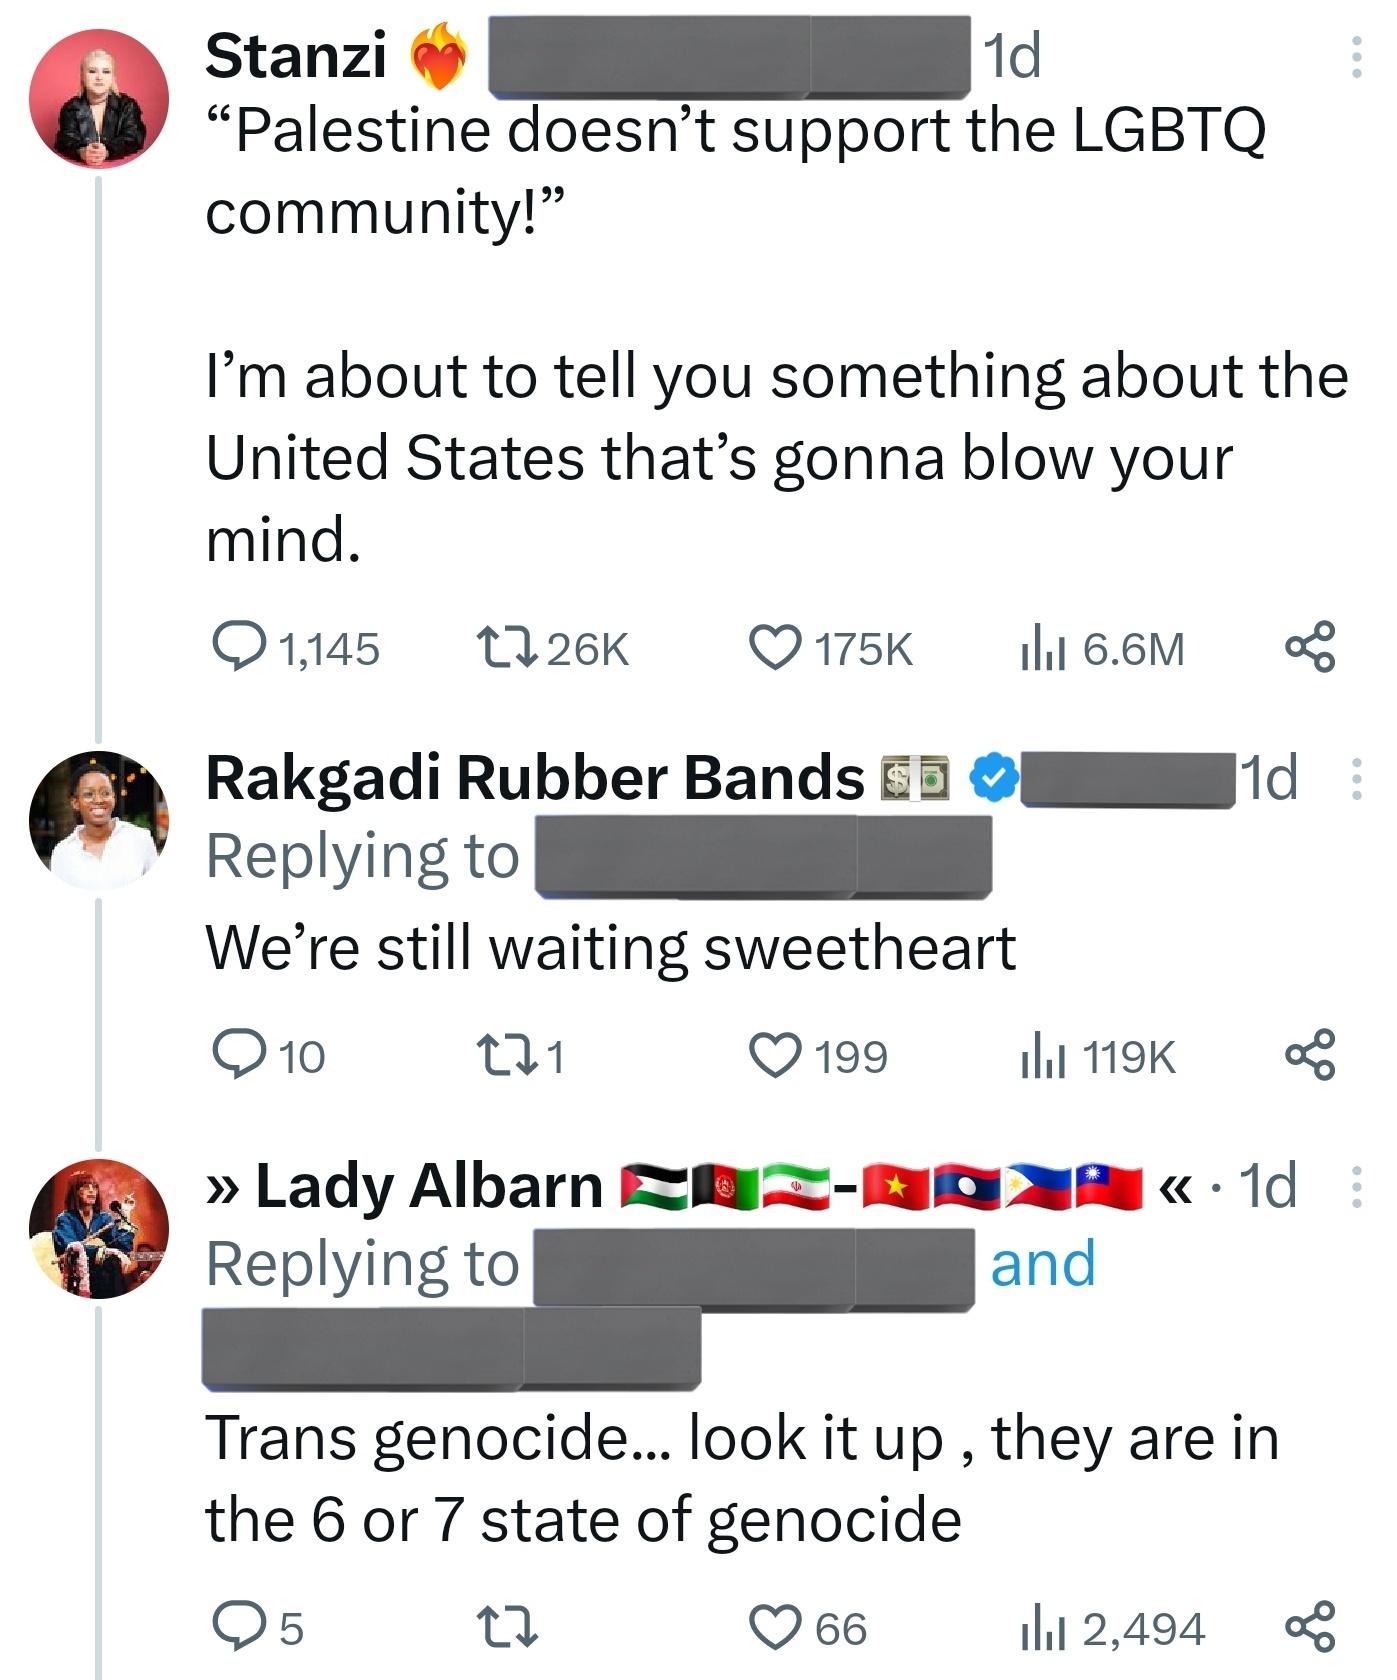 Stanzi ❤️‍🔥 1d
“Palestine doesn’t support the LGBTQ
community!”
I’m about to tell you something about the
United States that’s gonna blow your
mind.
1,145 26K 175K 6.6M
Rakgadi Rubber Bands 💵 1d
Replying to
We’re still waiting sweetheart
10 1 199 119K
» Lady Albarn 🇵🇸🇦🇫🇮🇷-🇻🇳🇱🇦🇵🇭🇹🇼 « · 1d
Replying to and
Trans genocide... look it up , they are in
the 6 or 7 state of genocide
5 66 2,494